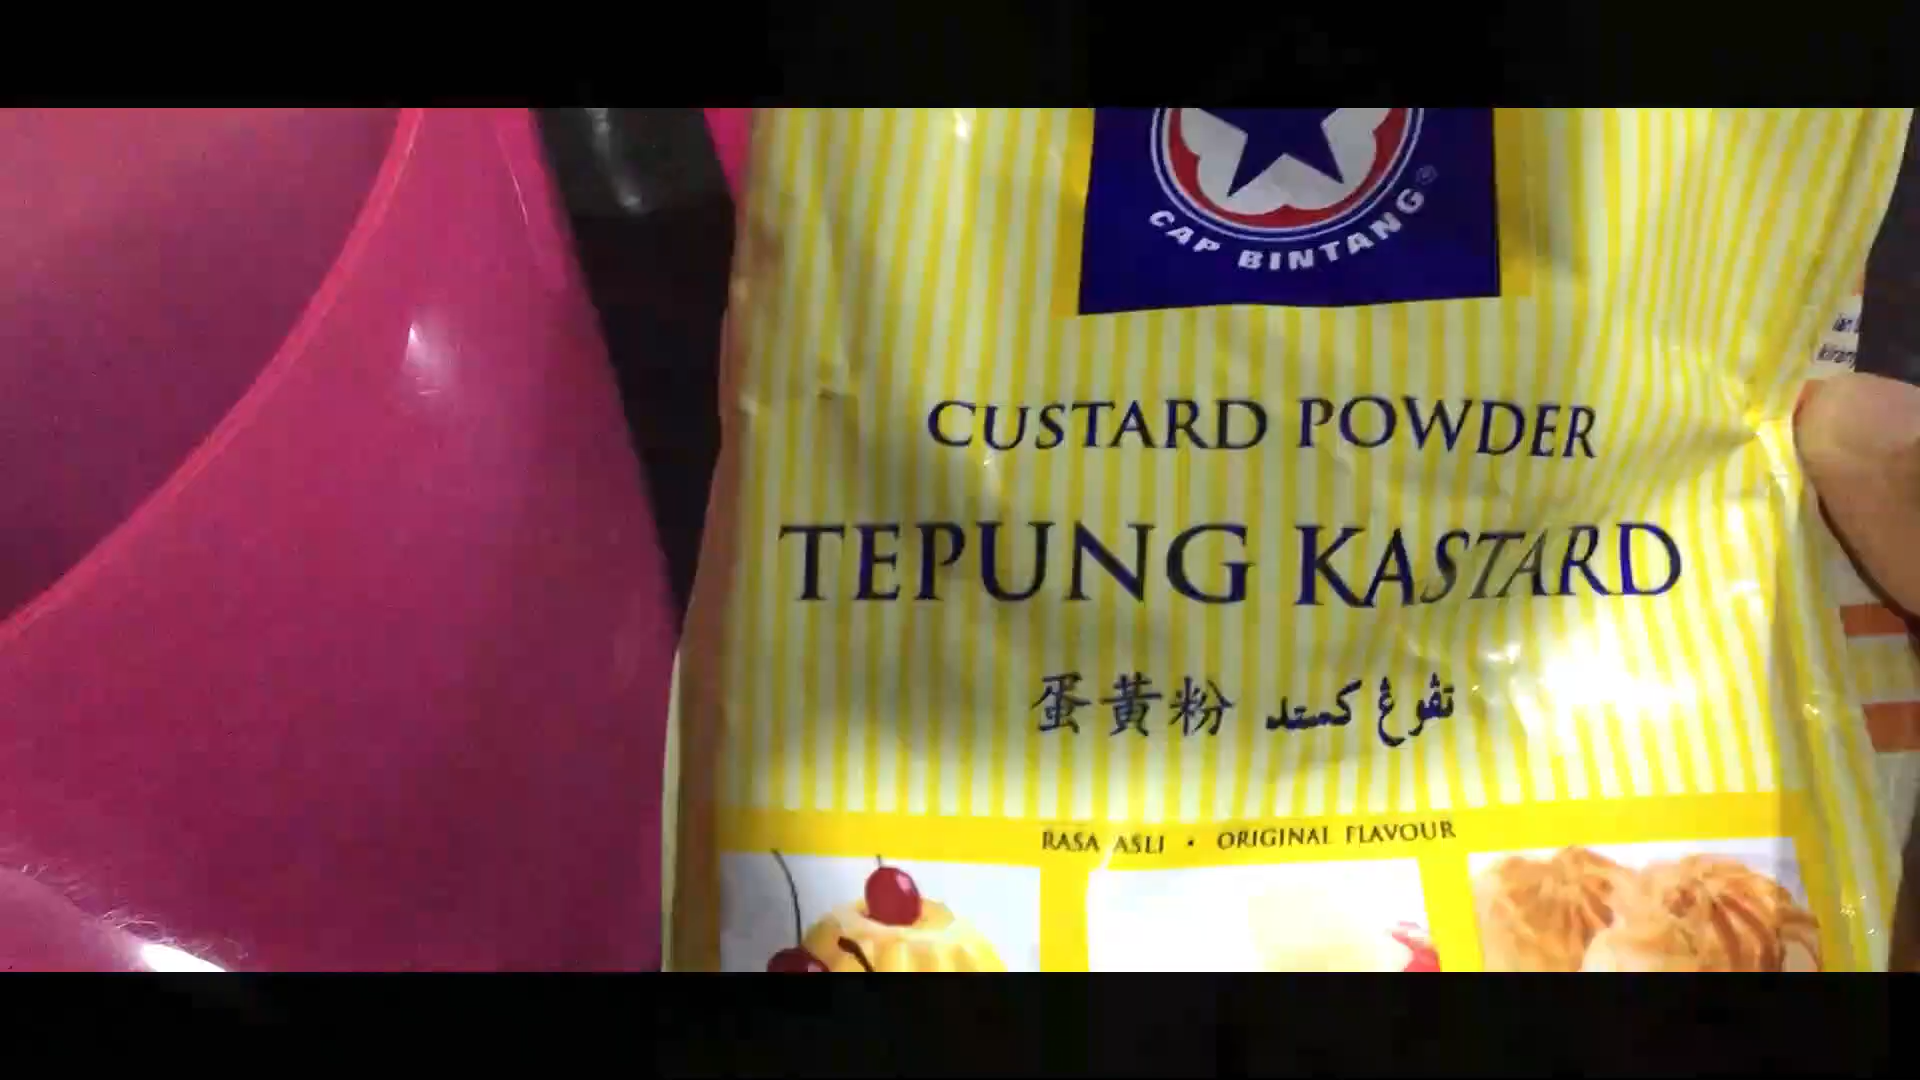 CAP BINTANG®
CUSTARD POWDER
TEPUNG KASTARD
蛋黄粉 تڤوڠ کستد
RASA ASLI • ORIGINAL FLAVOUR